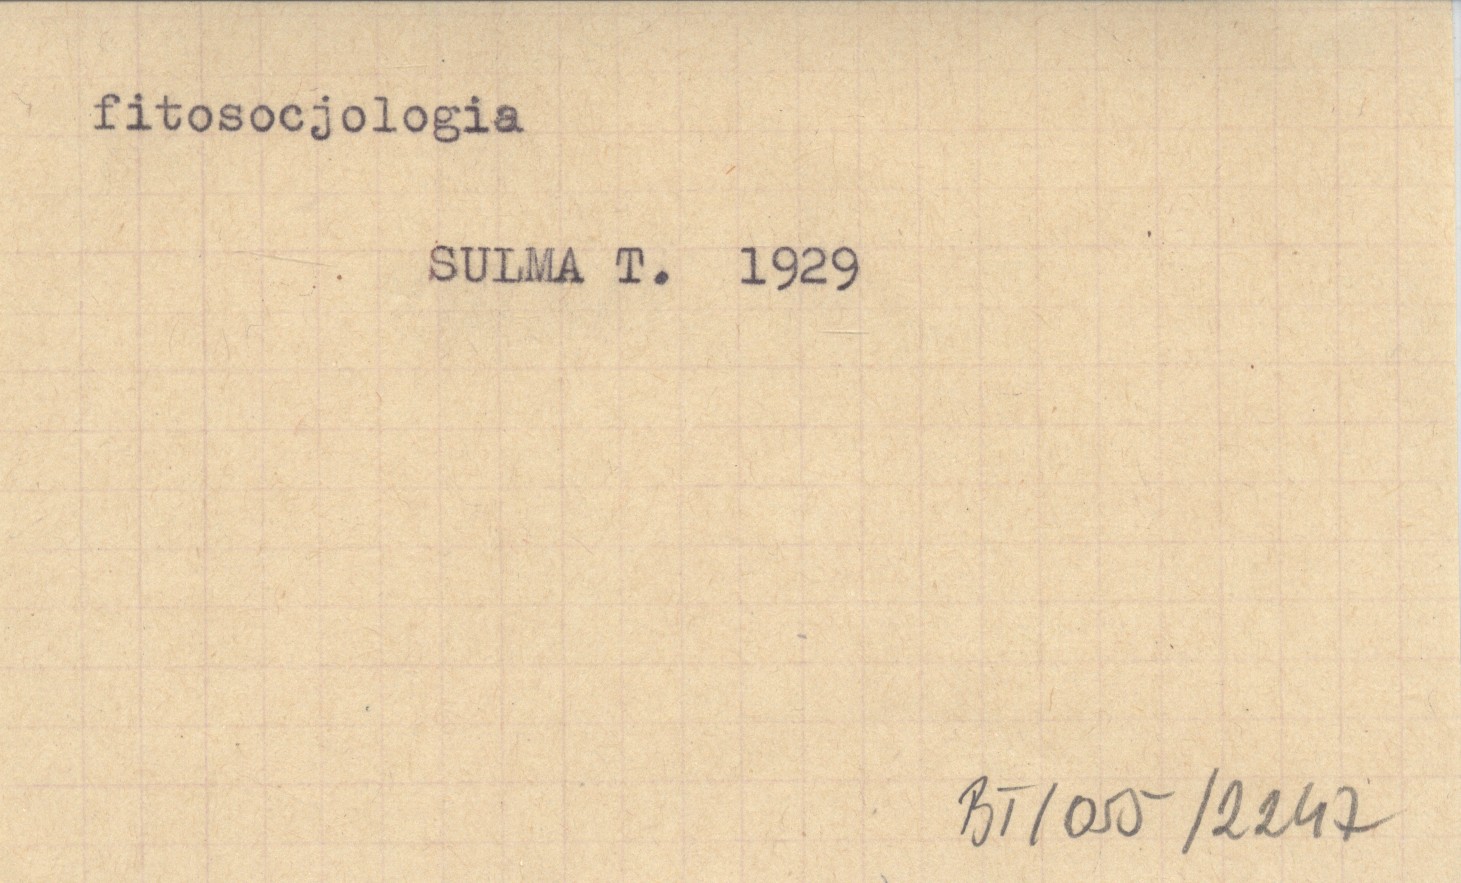 fitosocjologia
SULMA T. 1929
BT/055/2247